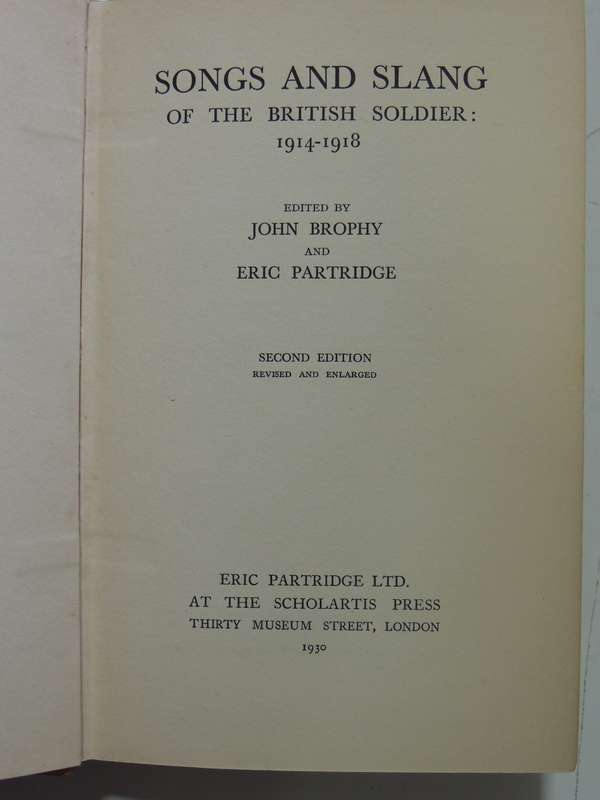 SONGS AND SLANG
OF THE BRITISH SOLDIER:
1914-1918
EDITED BY
JOHN BROPHY
AND
ERIC PARTRIDGE
SECOND EDITION
REVISED AND ENLARGED
ERIC PARTRIDGE LTD.
AT THE SCHOLARTIS PRESS
THIRTY MUSEUM STREET, LONDON
1930